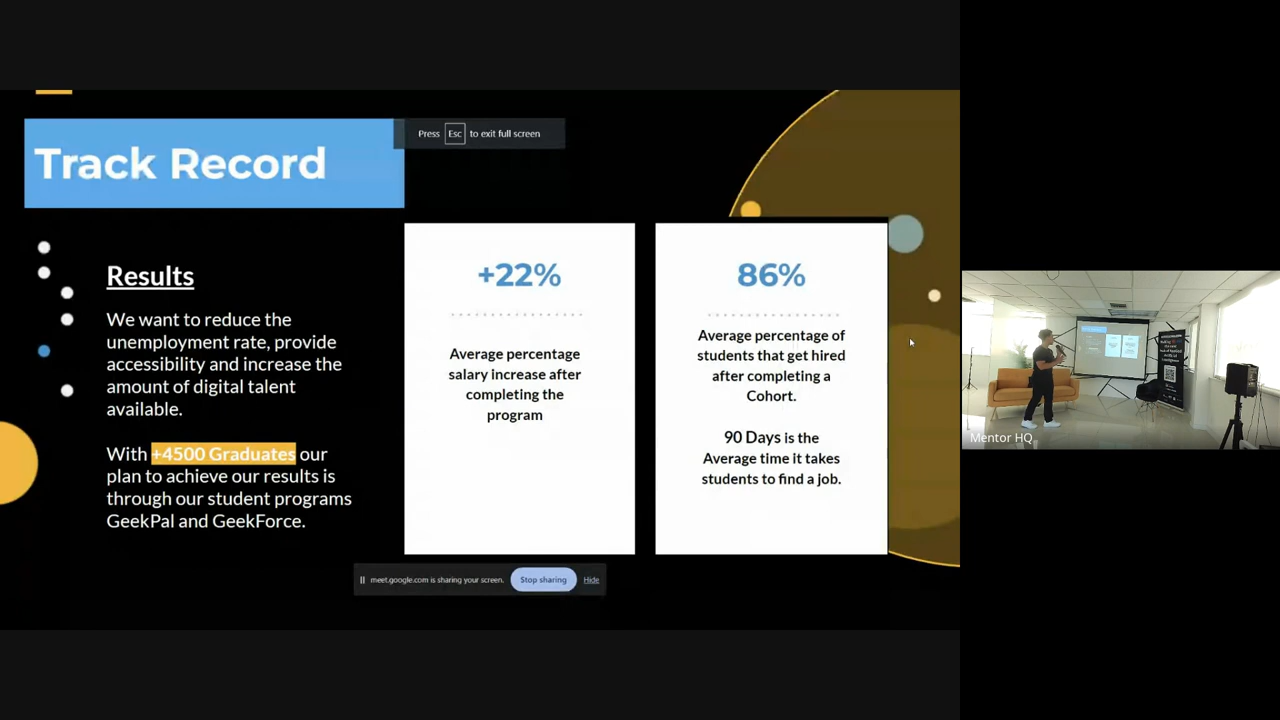 Track Record
Press Esc to exit full screen
Results
We want to reduce the
unemployment rate, provide
accessibility and increase the
amount of digital talent
available.
With +4500 Graduates our
plan to achieve our results is
through our student programs
GeekPal and GeekForce.
+22%
Average percentage
salary increase after
completing the
program
86%
Average percentage of
students that get hired
after completing a
Cohort.
90 Days is the
Average time it takes
students to find a job.
meet.google.com is sharing your screen. Stop sharing Hide
Mentor HQ